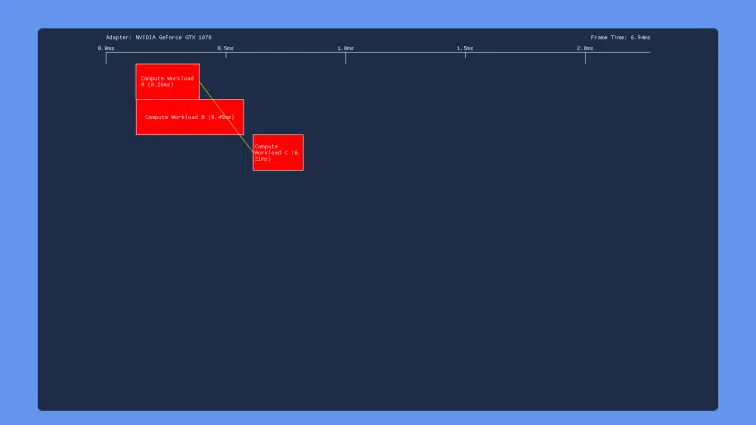 Adapter: NVIDIA GeForce GTX 1070
Frame Time: 6.94ms
0.0ms
0.5ms
1.0ms
1.5ms
2.0ms
Compute Workload
A (0.26ms)
Compute Workload B (0.45ms)
Compute
Workload C (0.
21ms)